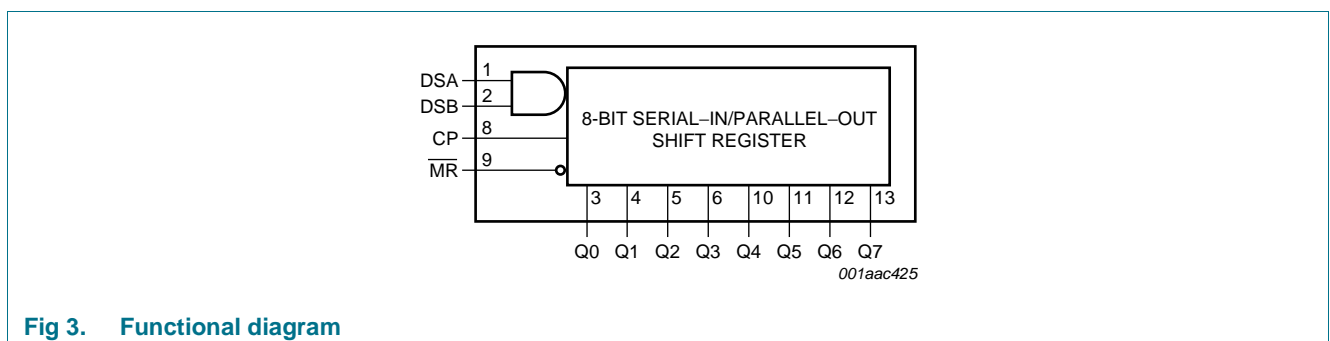 DSA 1
DSB 2
CP 8
M̅R̅ 9
8-BIT SERIAL–IN/PARALLEL–OUT
SHIFT REGISTER
3 4 5 6 10 11 12 13
Q0 Q1 Q2 Q3 Q4 Q5 Q6 Q7
001aac425
Fig 3. Functional diagram